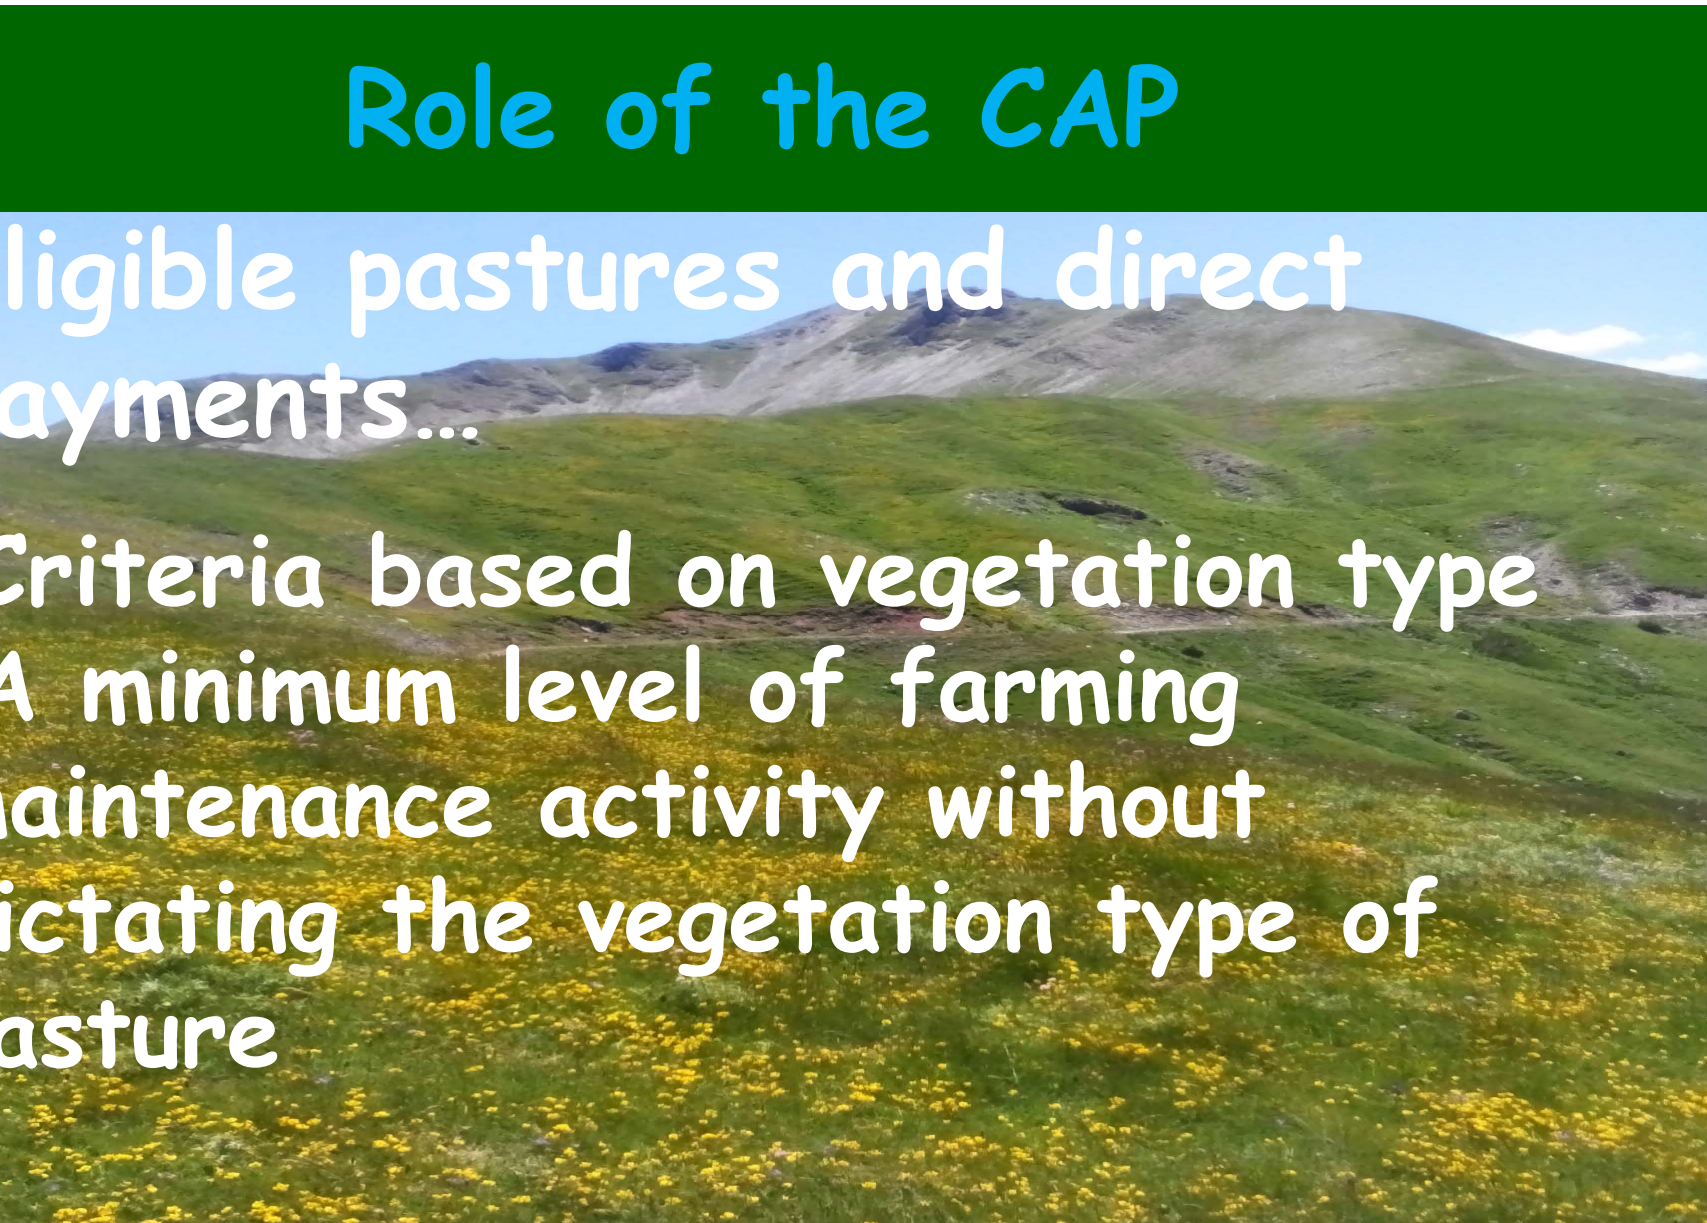 Role of the CAP
ligible pastures and direct
ayments…
Criteria based on vegetation type
A minimum level of farming
aintenance activity without
ictating the vegetation type of
asture